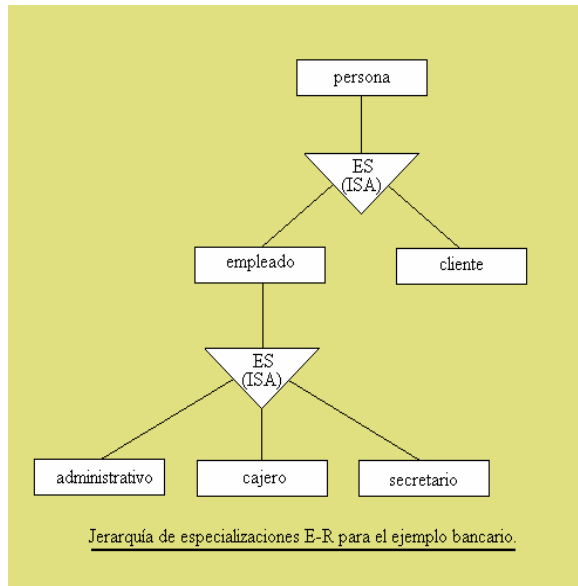 persona
ES
(ISA)
empleado
cliente
ES
(ISA)
administrativo
cajero
secretario
Jerarquía de especializaciones E-R para el ejemplo bancario.